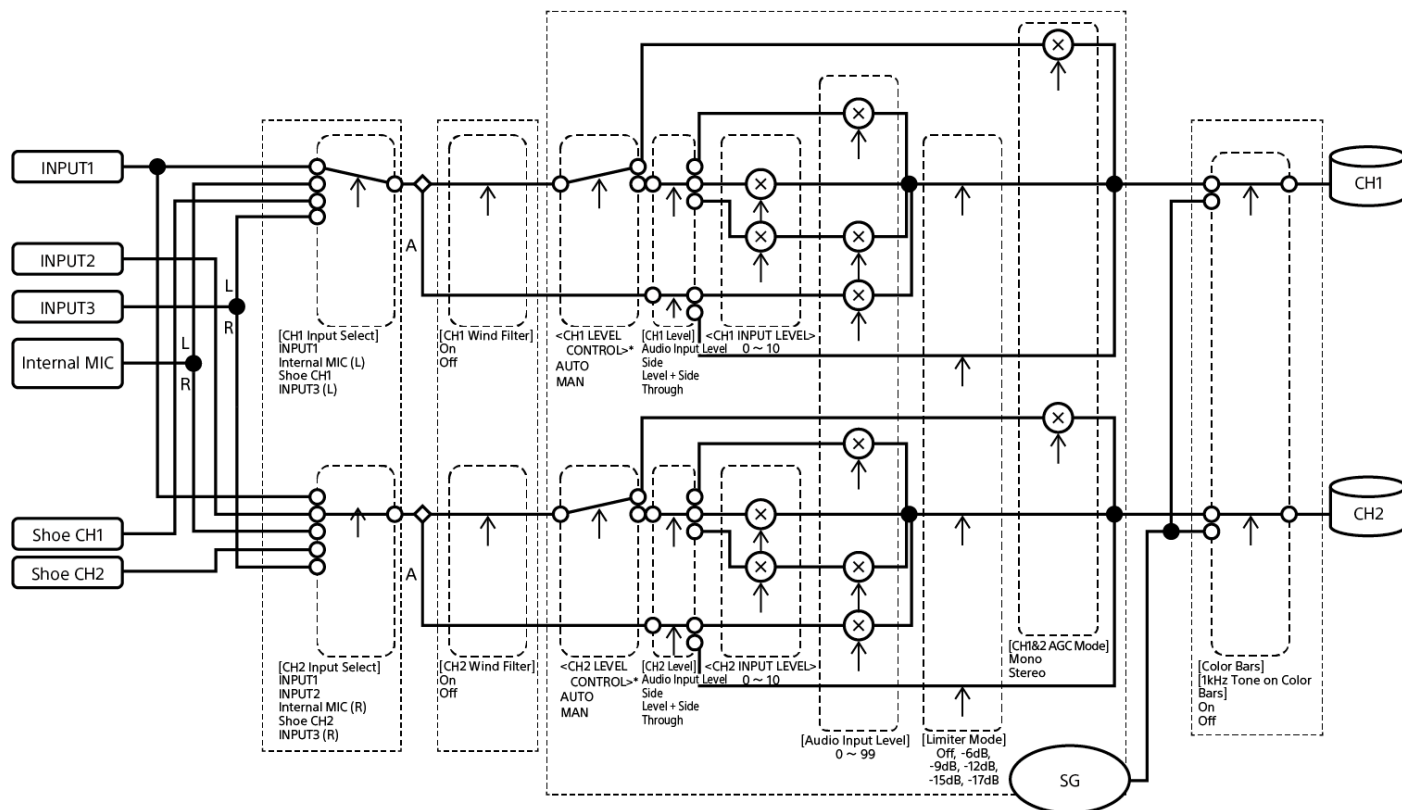 INPUT1
INPUT2
INPUT3
Internal MIC
Shoe CH1
Shoe CH2
L
R
L
R
[CH1 Input Select]
INPUT1
Internal MIC (L)
Shoe CH1
INPUT3 (L)
A
[CH1 Wind Filter]
On
Off
<CH1 LEVEL
CONTROL>*
AUTO
MAN
[CH1 Level]
Audio Input Level
Side
Level + Side
Through
<CH1 INPUT LEVEL>
0 ~ 10
CH1
[CH2 Input Select]
INPUT1
INPUT2
Internal MIC (R)
Shoe CH2
INPUT3 (R)
A
[CH2 Wind Filter]
On
Off
<CH2 LEVEL
CONTROL>*
AUTO
MAN
[CH2 Level]
Audio Input Level
Side
Level + Side
Through
<CH2 INPUT LEVEL>
0 ~ 10
[Audio Input Level]
0 ~ 99
[Limiter Mode]
Off, -6dB,
-9dB, -12dB,
-15dB, -17dB
[CH1&2 AGC Mode]
Mono
Stereo
SG
[Color Bars]
[1kHz Tone on Color
Bars]
On
Off
CH2